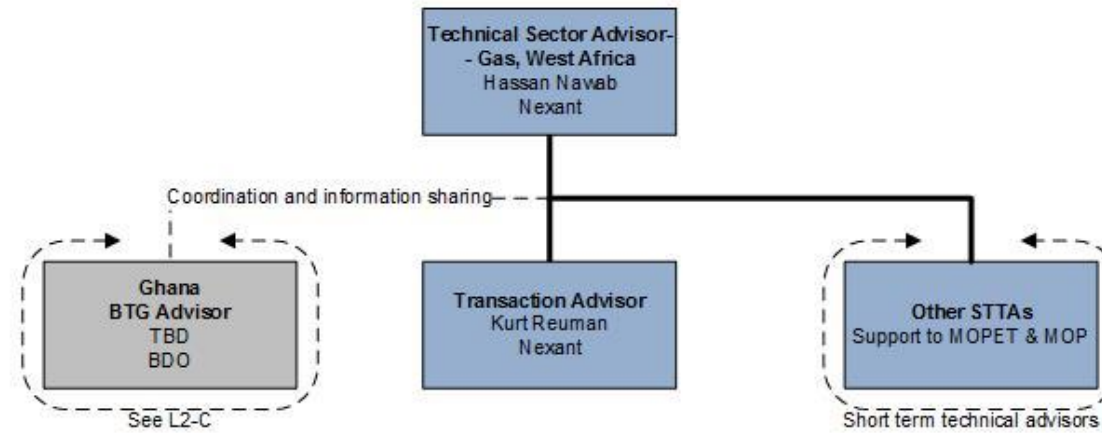 Technical Sector Advisor-
- Gas, West Africa
Hassan Nawab
Nexant
Coordination and information sharing
Ghana
BTG Advisor
TBD
BDO
See L2-C
Transaction Advisor
Kurt Reuman
Nexant
Other STTAs
Support to MOPET & MOP
Short term technical advisors